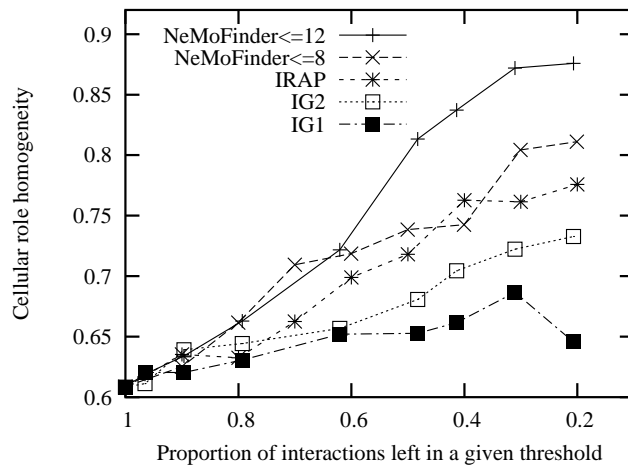 0.9
0.85
0.8
0.75
0.7
0.65
0.6
Cellular role homogeneity
NeMoFinder<=12
NeMoFinder<=8
IRAP
IG2
IG1
1 0.8 0.6 0.4 0.2
Proportion of interactions left in a given threshold